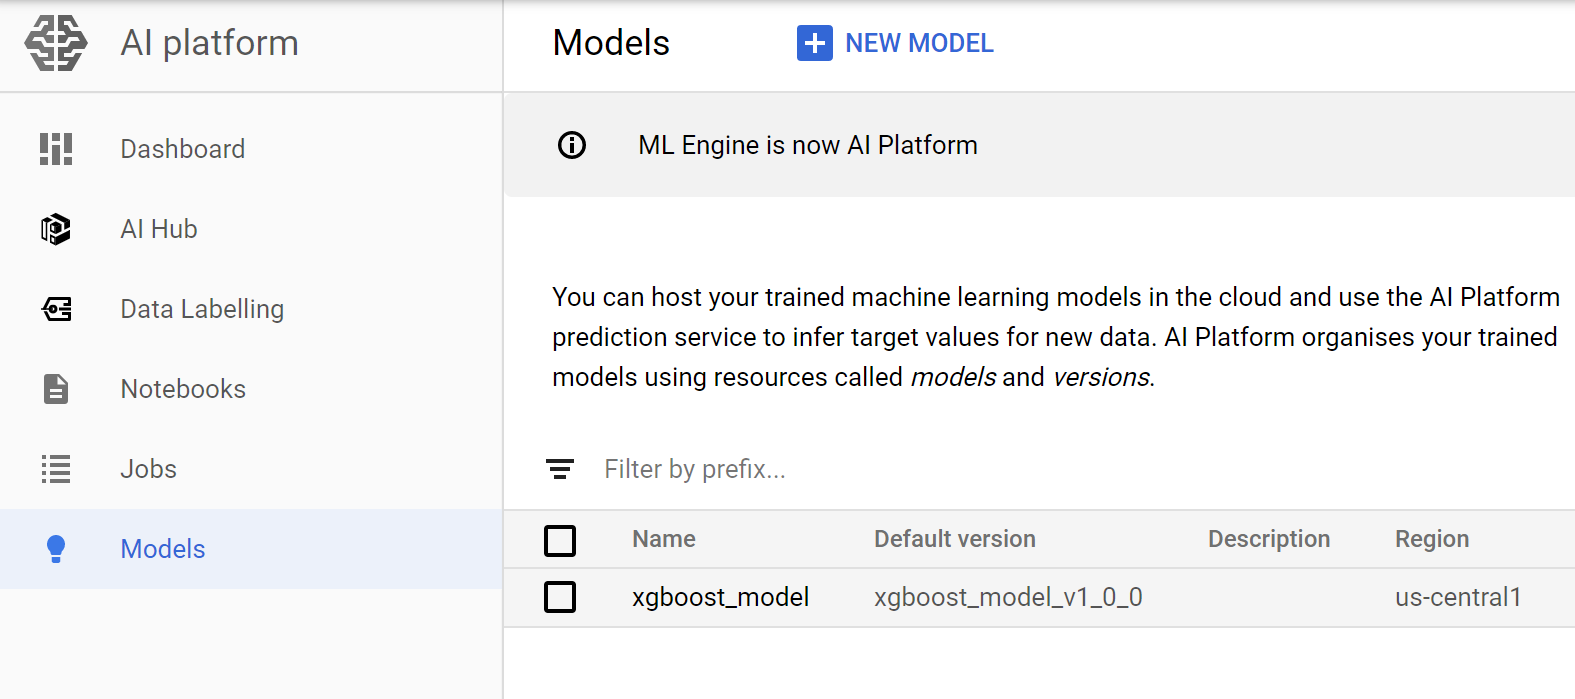 AI platform
Models
NEW MODEL
Dashboard
AI Hub
Data Labelling
Notebooks
Jobs
Models
ML Engine is now AI Platform
You can host your trained machine learning models in the cloud and use the AI Platform
prediction service to infer target values for new data. AI Platform organises your trained
models using resources called models and versions.
Filter by prefix...
Name Default version Description Region
xgboost_model xgboost_model_v1_0_0 us-central1